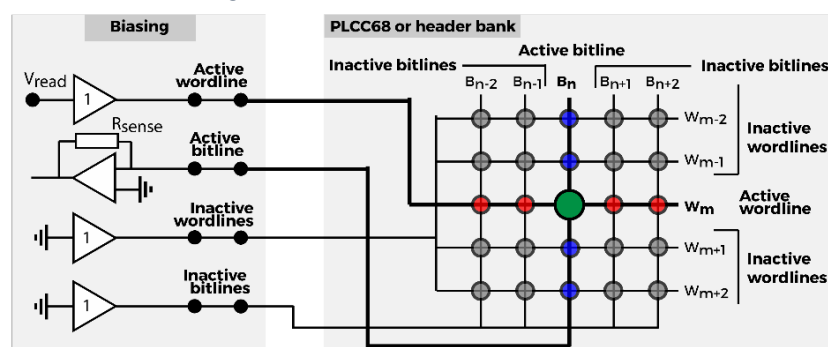 Biasing
PLCC68 or header bank
Active bitline
Inactive bitlines
Inactive bitlines
Bn-2
Bn-1
Bn
Bn+1
Bn+2
Vread
1
Active
wordline
Rsense
Active
bitline
Inactive
wordlines
1
Inactive
bitlines
1
Wm-2
Wm-1
Inactive
wordlines
Wm
Active
wordline
Wm+1
Wm+2
Inactive
wordlines